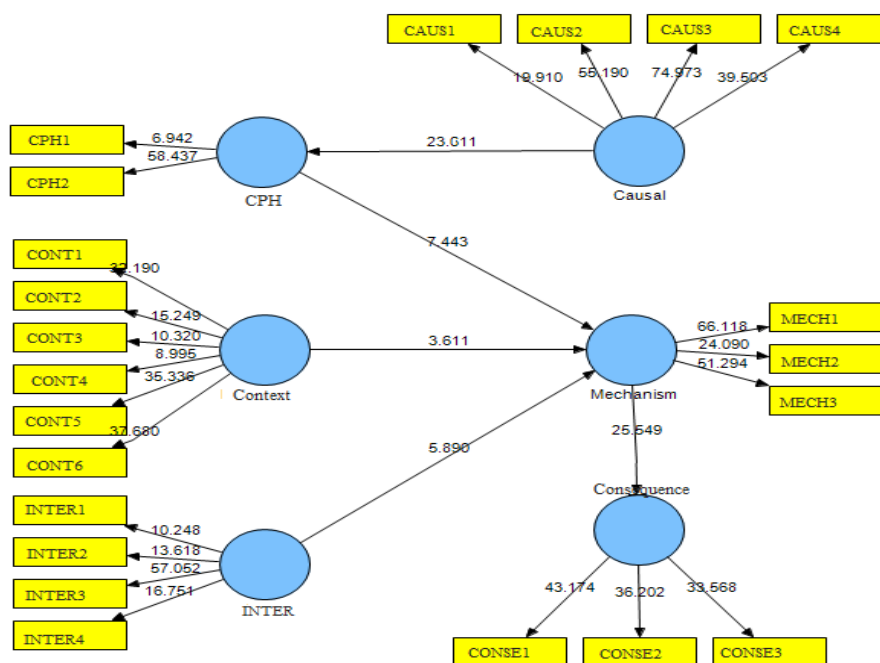 CAUS1
CAUS2
CAUS3
CAUS4
19.910
55.190
74.973
39.503
CPH1
6.942
23.611
58.437
CPH2
CPH
Causal
7.443
CONT1
32.190
CONT2
15.249
CONT3
10.320
8.995
CONT4
35.336
CONT5
37.680
CONT6
Context
3.611
66.118
MECH1
24.090
MECH2
51.294
MECH3
Mechanism
25.549
5.890
Consequence
INTER1
10.248
INTER2
13.618
57.052
INTER3
16.751
INTER4
INTER
43.174
36.202
33.568
CONSE1
CONSE2
CONSE3